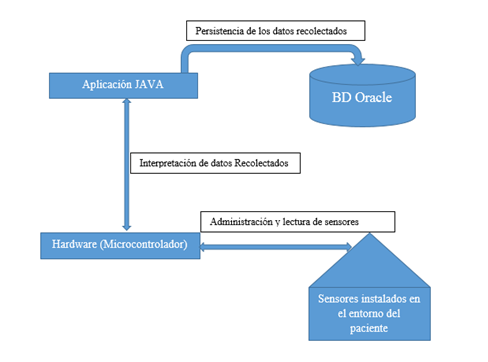 Persistencia de los datos recolectados
Aplicación JAVA
BD Oracle
Interpretación de datos Recolectados
Administración y lectura de sensores
Hardware (Microcontrolador)
Sensores instalados en
el entorno del
paciente